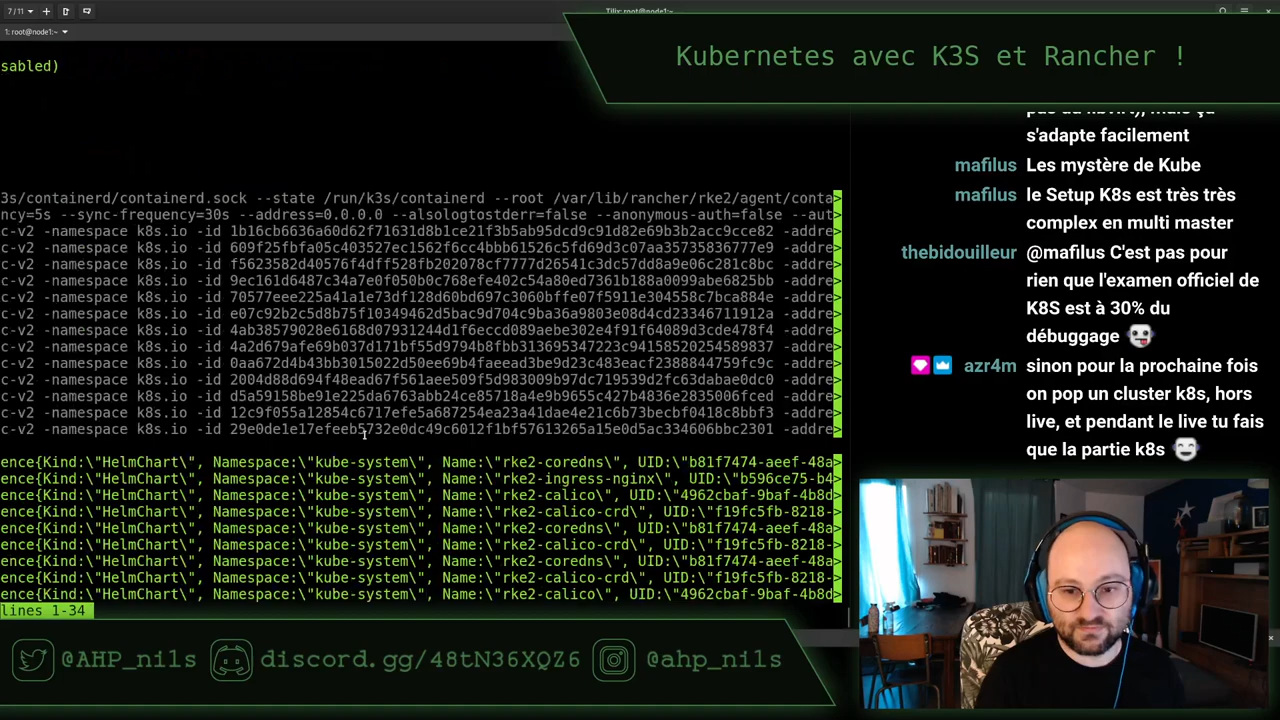 7 / 11
Tilix: root@node1:~
1: root@node1:~
Kubernetes avec K3S et Rancher !
sabled)
3s/containerd/containerd.sock --state /run/k3s/containerd --root /var/lib/rancher/rke2/agent/conta>
ncy=5s --sync-frequency=30s --address=0.0.0.0 --alsologtostderr=false --anonymous-auth=false --aut>
c-v2 -namespace k8s.io -id 1b16cb6636a60d62f71631d8b1ce21f3b5ab95dcd9c91d82e69b3b2acc9cce82 -addre>
c-v2 -namespace k8s.io -id 609f25fbfa05c403527ec1562f6cc4bbb61526c5fd69d3c07aa35735836777e9 -addre>
c-v2 -namespace k8s.io -id f5623582d40576f4dff528fb202078cf7777d26541c3dc57dd8a9e06c281c8bc -addre>
c-v2 -namespace k8s.io -id 9ec161d6487c34a7e0f050b0c768efe402c54a80ed7361b188a0099abe6825bb -addre>
c-v2 -namespace k8s.io -id 70577eee225a41a1e73df128d60bd697c3060bffe07f5911e304558c7bca884e -addre>
c-v2 -namespace k8s.io -id e07c92b2c5d8b75f10349462d5bac9d704c9ba36a9803e08d4cd23346711912a -addre>
c-v2 -namespace k8s.io -id 4ab38579028e6168d07931244d1f6eccd089aebe302e4f91f64089d3cde478f4 -addre>
c-v2 -namespace k8s.io -id 4a2d679afe69b037d171bf55d9794b8fbb313695347223c94158520254589837 -addre>
c-v2 -namespace k8s.io -id 0aa672d4b43bb3015022d50ee69b4faeead3be9d23c483eacf2388844759fc9c -addre>
c-v2 -namespace k8s.io -id 2004d88d694f48ead67f561aee509f5d983009b97dc719539d2fc63dabae0dc0 -addre>
c-v2 -namespace k8s.io -id d5a59158be91e225da6763abb24ce85718a4e9b9655c427b4836e2835006fced -addre>
c-v2 -namespace k8s.io -id 12c9f055a12854c6717efe5a687254ea23a41dae4e21c6b73becbf0418c8bbf3 -addre>
c-v2 -namespace k8s.io -id 29e0de1e17efeeb5732e0dc49c6012f1bf57613265a15e0d5ac334606bbc2301 -addre>
ence{Kind:\"HelmChart\", Namespace:\"kube-system\", Name:\"rke2-coredns\", UID:\"b81f7474-aeef-48a>
ence{Kind:\"HelmChart\", Namespace:\"kube-system\", Name:\"rke2-ingress-nginx\", UID:\"b596ce75-b4>
ence{Kind:\"HelmChart\", Namespace:\"kube-system\", Name:\"rke2-calico\", UID:\"4962cbaf-9baf-4b8d>
ence{Kind:\"HelmChart\", Namespace:\"kube-system\", Name:\"rke2-calico-crd\", UID:\"f19fc5fb-8218->
ence{Kind:\"HelmChart\", Namespace:\"kube-system\", Name:\"rke2-coredns\", UID:\"b81f7474-aeef-48a>
ence{Kind:\"HelmChart\", Namespace:\"kube-system\", Name:\"rke2-calico-crd\", UID:\"f19fc5fb-8218->
ence{Kind:\"HelmChart\", Namespace:\"kube-system\", Name:\"rke2-coredns\", UID:\"b81f7474-aeef-48a>
ence{Kind:\"HelmChart\", Namespace:\"kube-system\", Name:\"rke2-calico-crd\", UID:\"f19fc5fb-8218->
ence{Kind:\"HelmChart\", Namespace:\"kube-system\", Name:\"rke2-calico\", UID:\"4962cbaf-9baf-4b8d>
lines 1-34
s'adapte facilement
mafilus Les mystère de Kube
mafilus le Setup K8s est très très
complex en multi master
thebidouilleur @mafilus C'est pas pour
rien que l'examen officiel de
K8S est à 30% du
débuggage
azr4m sinon pour la prochaine fois
on pop un cluster k8s, hors
live, et pendant le live tu fais
que la partie k8s
@AHP_nils discord.gg/48tN36XQZ6 @ahp_nils